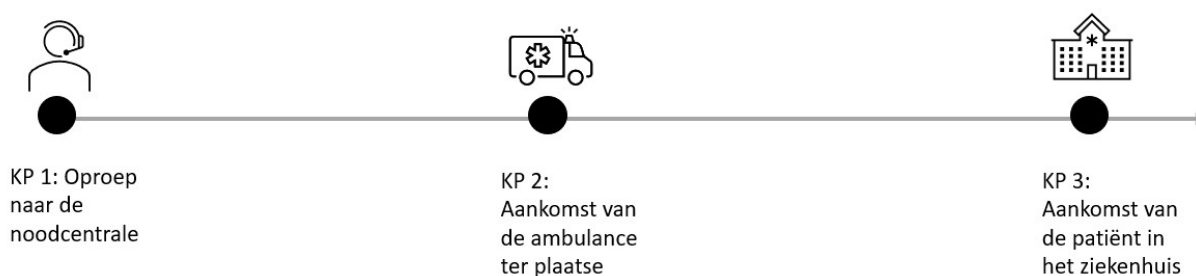 KP 1: Oproep
naar de
noodcentrale
KP 2:
Aankomst van
de ambulance
ter plaatse
KP 3:
Aankomst van
de patiënt in
het ziekenhuis